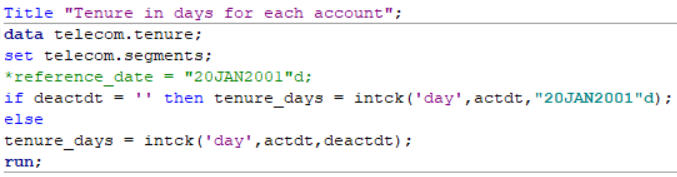 Title "Tenure in days for each account";
data telecom.tenure;
set telecom.segments;
*reference_date = "20JAN2001"d;
if deactdt = '' then tenure_days = intck('day',actdt,"20JAN2001"d);
else
tenure_days = intck('day',actdt,deactdt);
run;